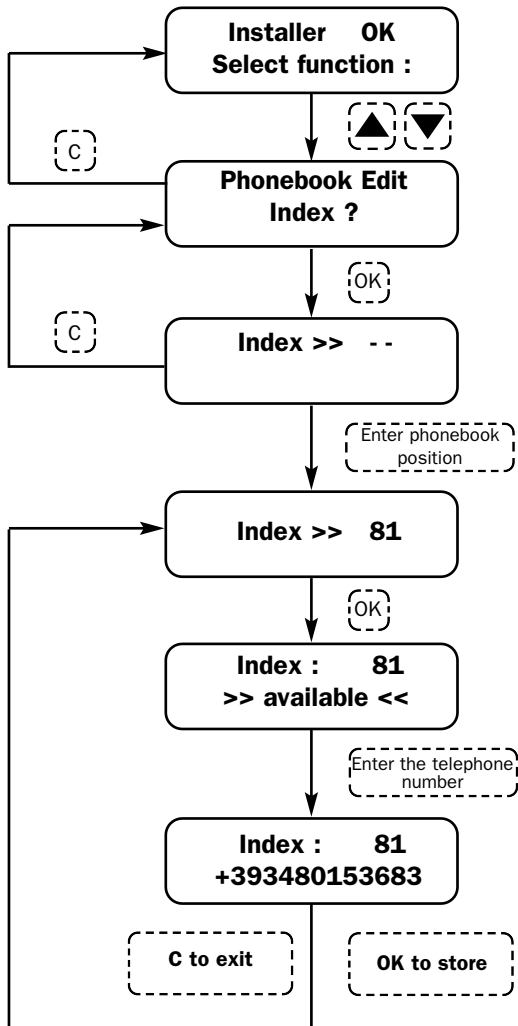 Installer OK
Select function :
C
Phonebook Edit
Index ?
OK
C
Index >> - -
Enter phonebook
position
Index >> 81
OK
Index : 81
>> available <<
Enter the telephone
number
Index : 81
+393480153683
C to exit
OK to store